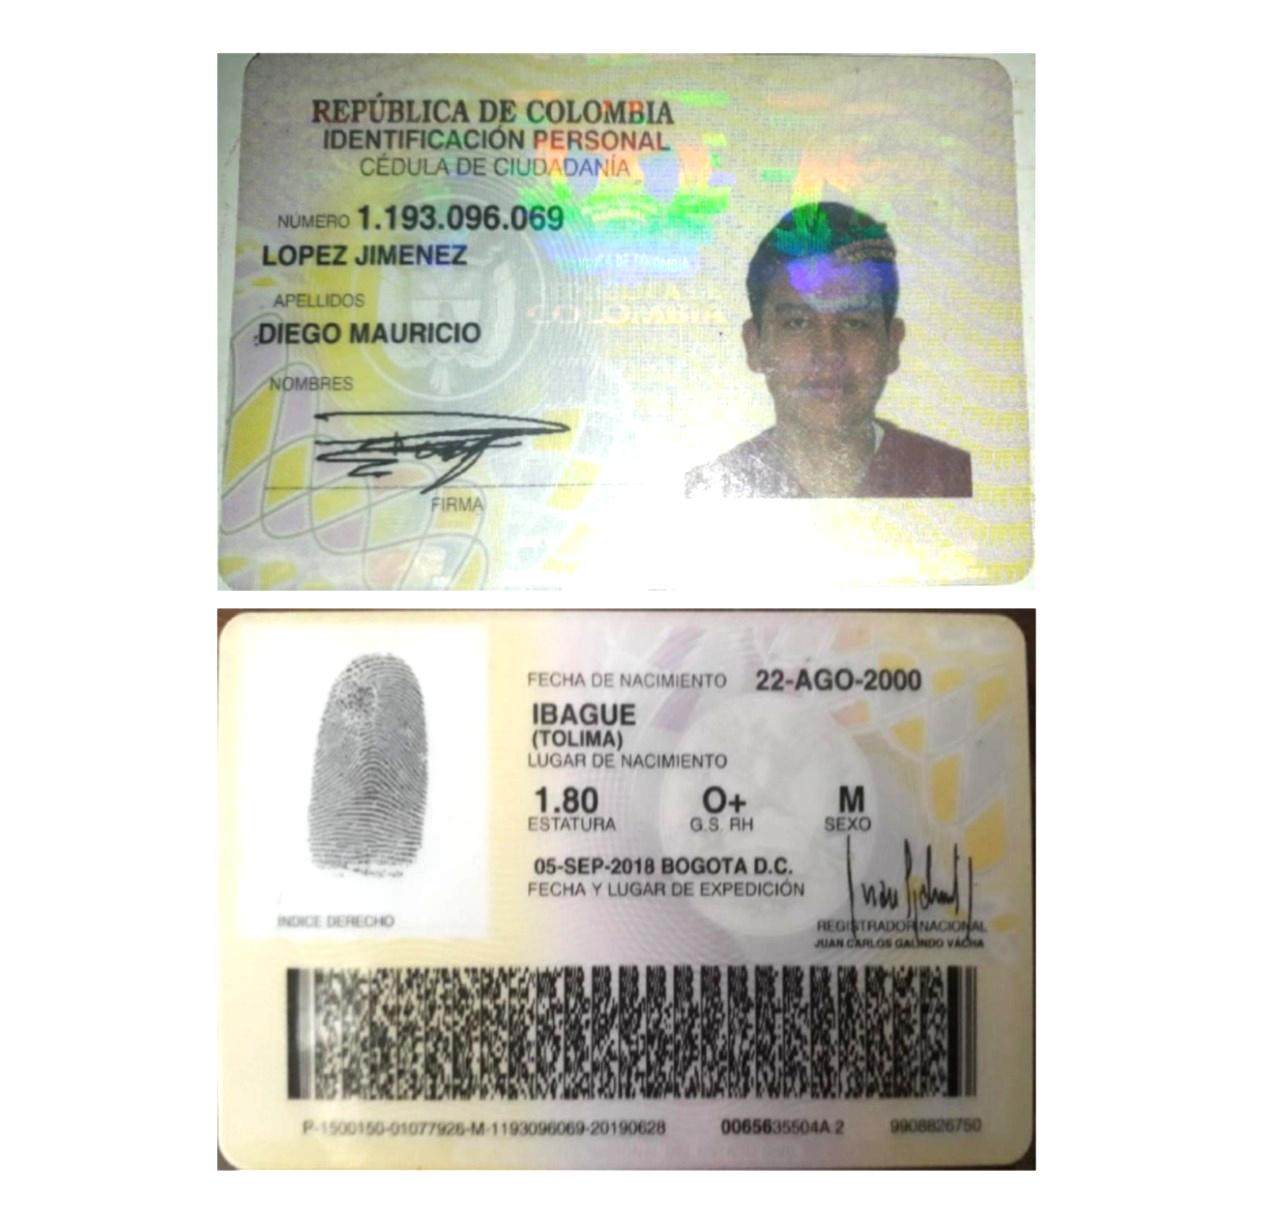 REPÚBLICA DE COLOMBIA
IDENTIFICACIÓN PERSONAL
CÉDULA DE CIUDADANÍA
NÚMERO 1.193.096.069
LOPEZ JIMENEZ
APELLIDOS
DIEGO MAURICIO
NOMBRES
FIRMA
COLOMBIA
FECHA DE NACIMIENTO 22-AGO-2000
IBAGUE
(TOLIMA)
LUGAR DE NACIMIENTO
1.80 O+ M
ESTATURA G.S. RH SEXO
05-SEP-2018 BOGOTA D.C.
FECHA Y LUGAR DE EXPEDICIÓN
INDICE DERECHO
REGISTRADOR NACIONAL
JUAN CARLOS GALINDO VÁCHA
P-1500150-01077926-M-1193096069-20190628 0065635504A 2 9908826750